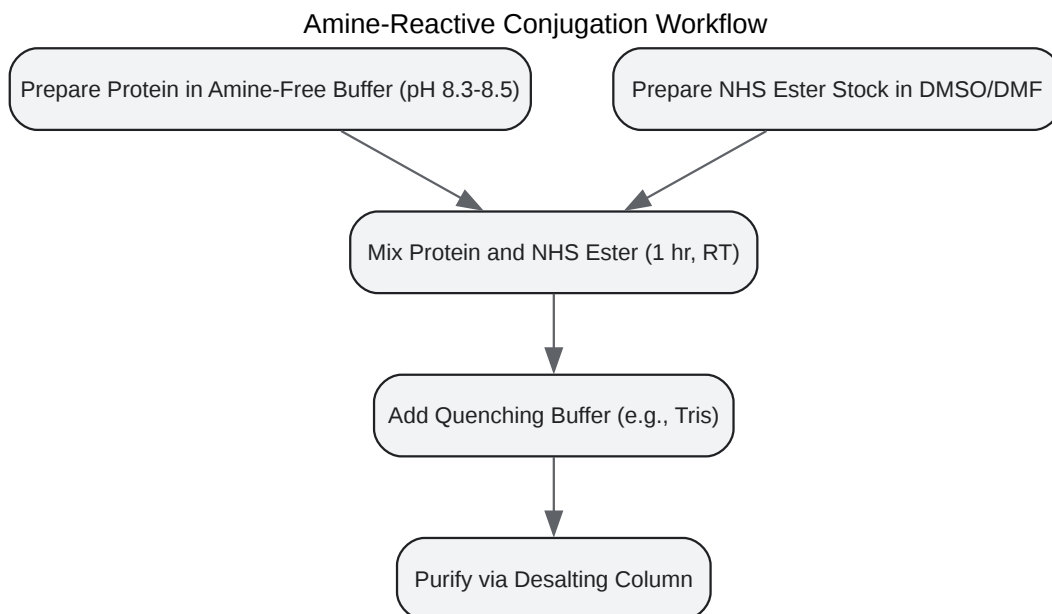 Amine-Reactive Conjugation Workflow
Prepare Protein in Amine-Free Buffer (pH 8.3-8.5)
Prepare NHS Ester Stock in DMSO/DMF
Mix Protein and NHS Ester (1 hr, RT)
Add Quenching Buffer (e.g., Tris)
Purify via Desalting Column